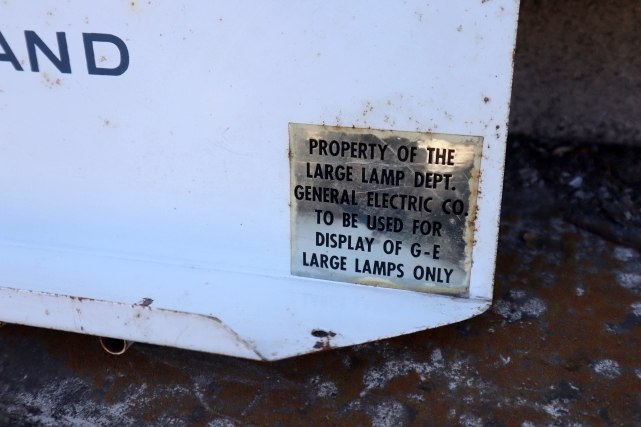 AND
PROPERTY OF THE
LARGE LAMP DEPT.
GENERAL ELECTRIC CO.
TO BE USED FOR
DISPLAY OF G-E
LARGE LAMPS ONLY